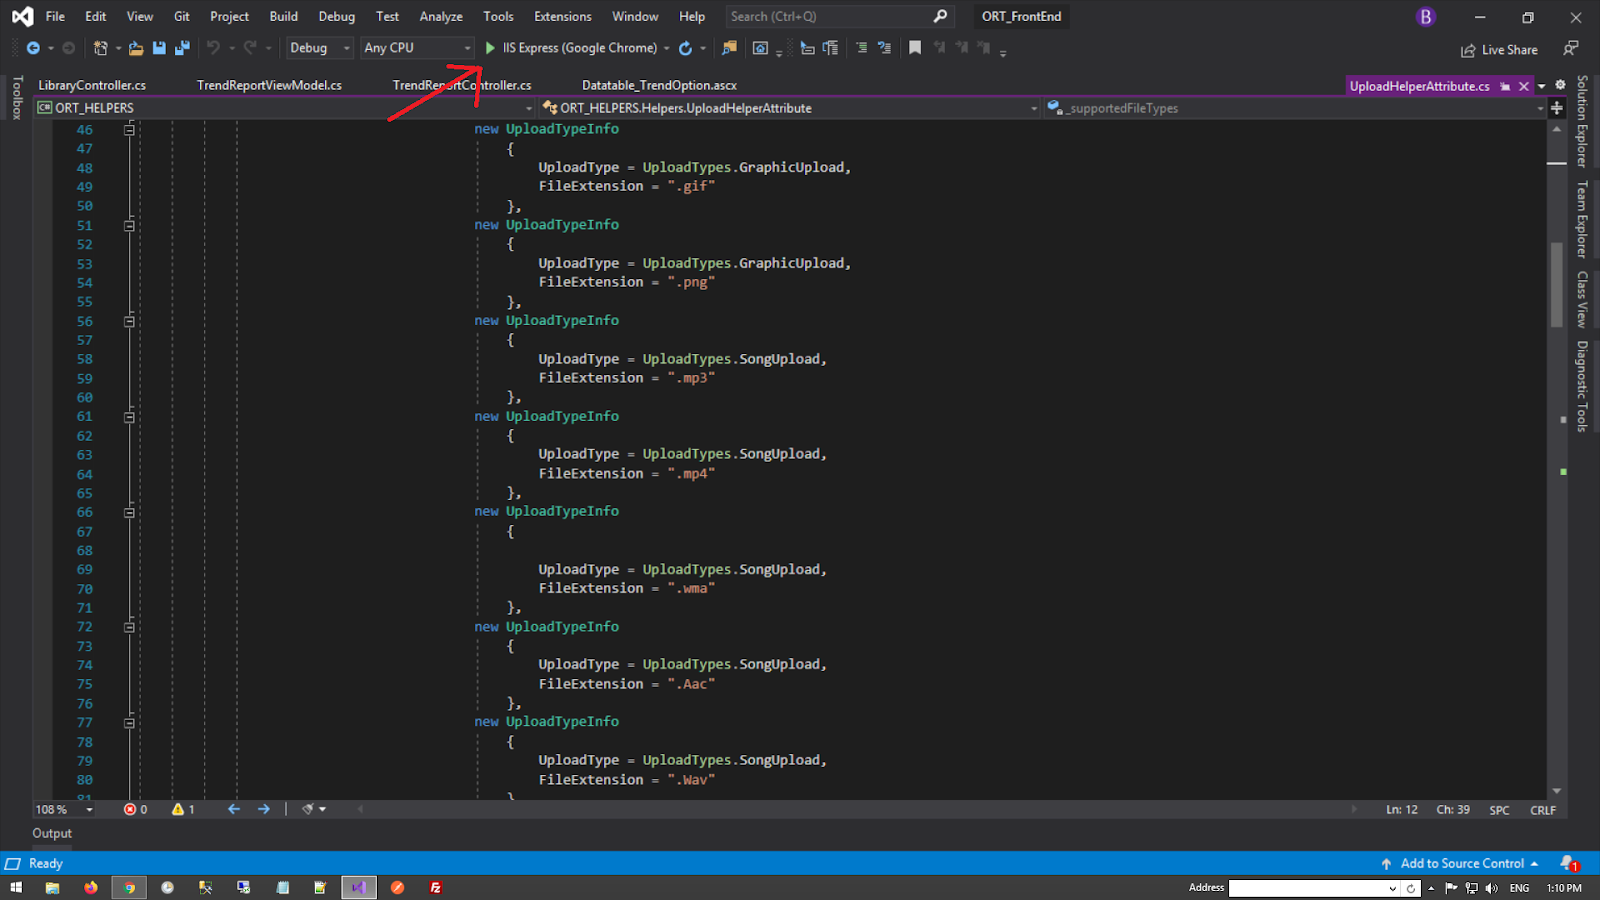 File Edit View Git Project Build Debug Test Analyze Tools Extensions Window Help Search (Ctrl+Q) ORT_FrontEnd B
Debug Any CPU IIS Express (Google Chrome) Live Share
LibraryController.cs TrendReportViewModel.cs TrendReportController.cs Datatable_TrendOption.ascx UploadHelperAttribute.cs
C# ORT_HELPERS ORT_HELPERS.Helpers.UploadHelperAttribute _supportedFileTypes
Toolbox
Solution Explorer
Team Explorer
Class View
Diagnostic Tools
46 new UploadTypeInfo
47 {
48 UploadType = UploadTypes.GraphicUpload,
49 FileExtension = ".gif"
50 },
51 new UploadTypeInfo
52 {
53 UploadType = UploadTypes.GraphicUpload,
54 FileExtension = ".png"
55 },
56 new UploadTypeInfo
57 {
58 UploadType = UploadTypes.SongUpload,
59 FileExtension = ".mp3"
60 },
61 new UploadTypeInfo
62 {
63 UploadType = UploadTypes.SongUpload,
64 FileExtension = ".mp4"
65 },
66 new UploadTypeInfo
67 {
68
69 UploadType = UploadTypes.SongUpload,
70 FileExtension = ".wma"
71 },
72 new UploadTypeInfo
73 {
74 UploadType = UploadTypes.SongUpload,
75 FileExtension = ".Aac"
76 },
77 new UploadTypeInfo
78 {
79 UploadType = UploadTypes.SongUpload,
80 FileExtension = ".Wav"
81 }
108 % 0 1 Ln: 12 Ch: 39 SPC CRLF
Output
Ready Add to Source Control 1
Address ENG 1:10 PM